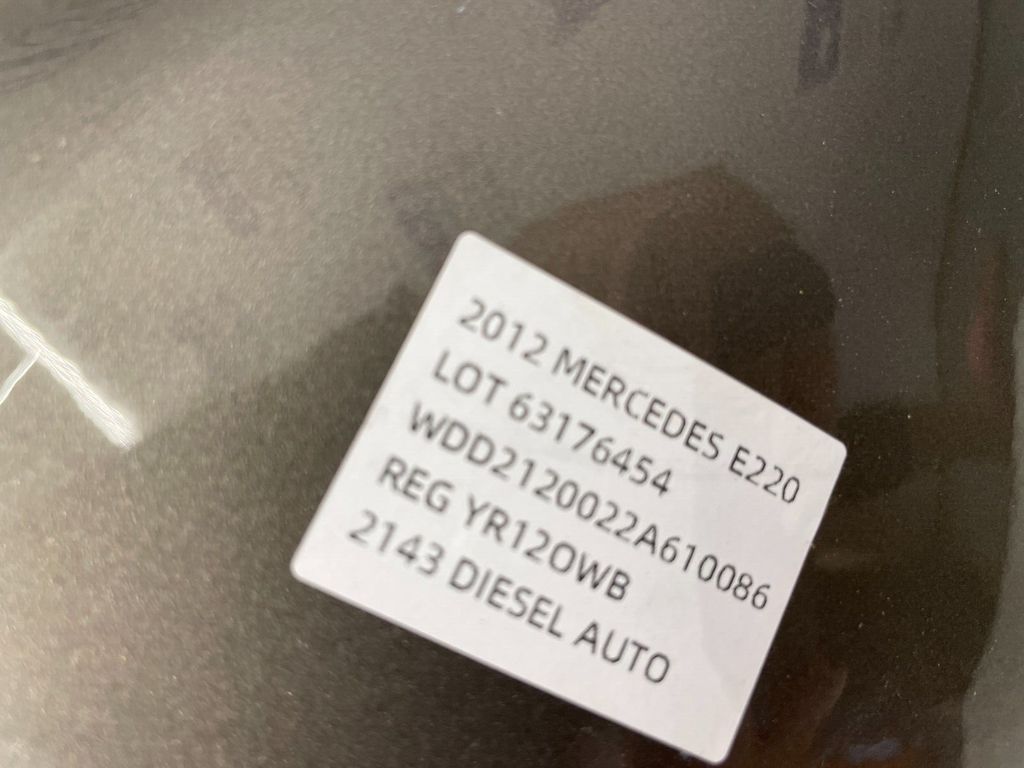 2012 MERCEDES E220
LOT 63176454
WDD2120022A610086
REG YR12OWB
2143 DIESEL AUTO